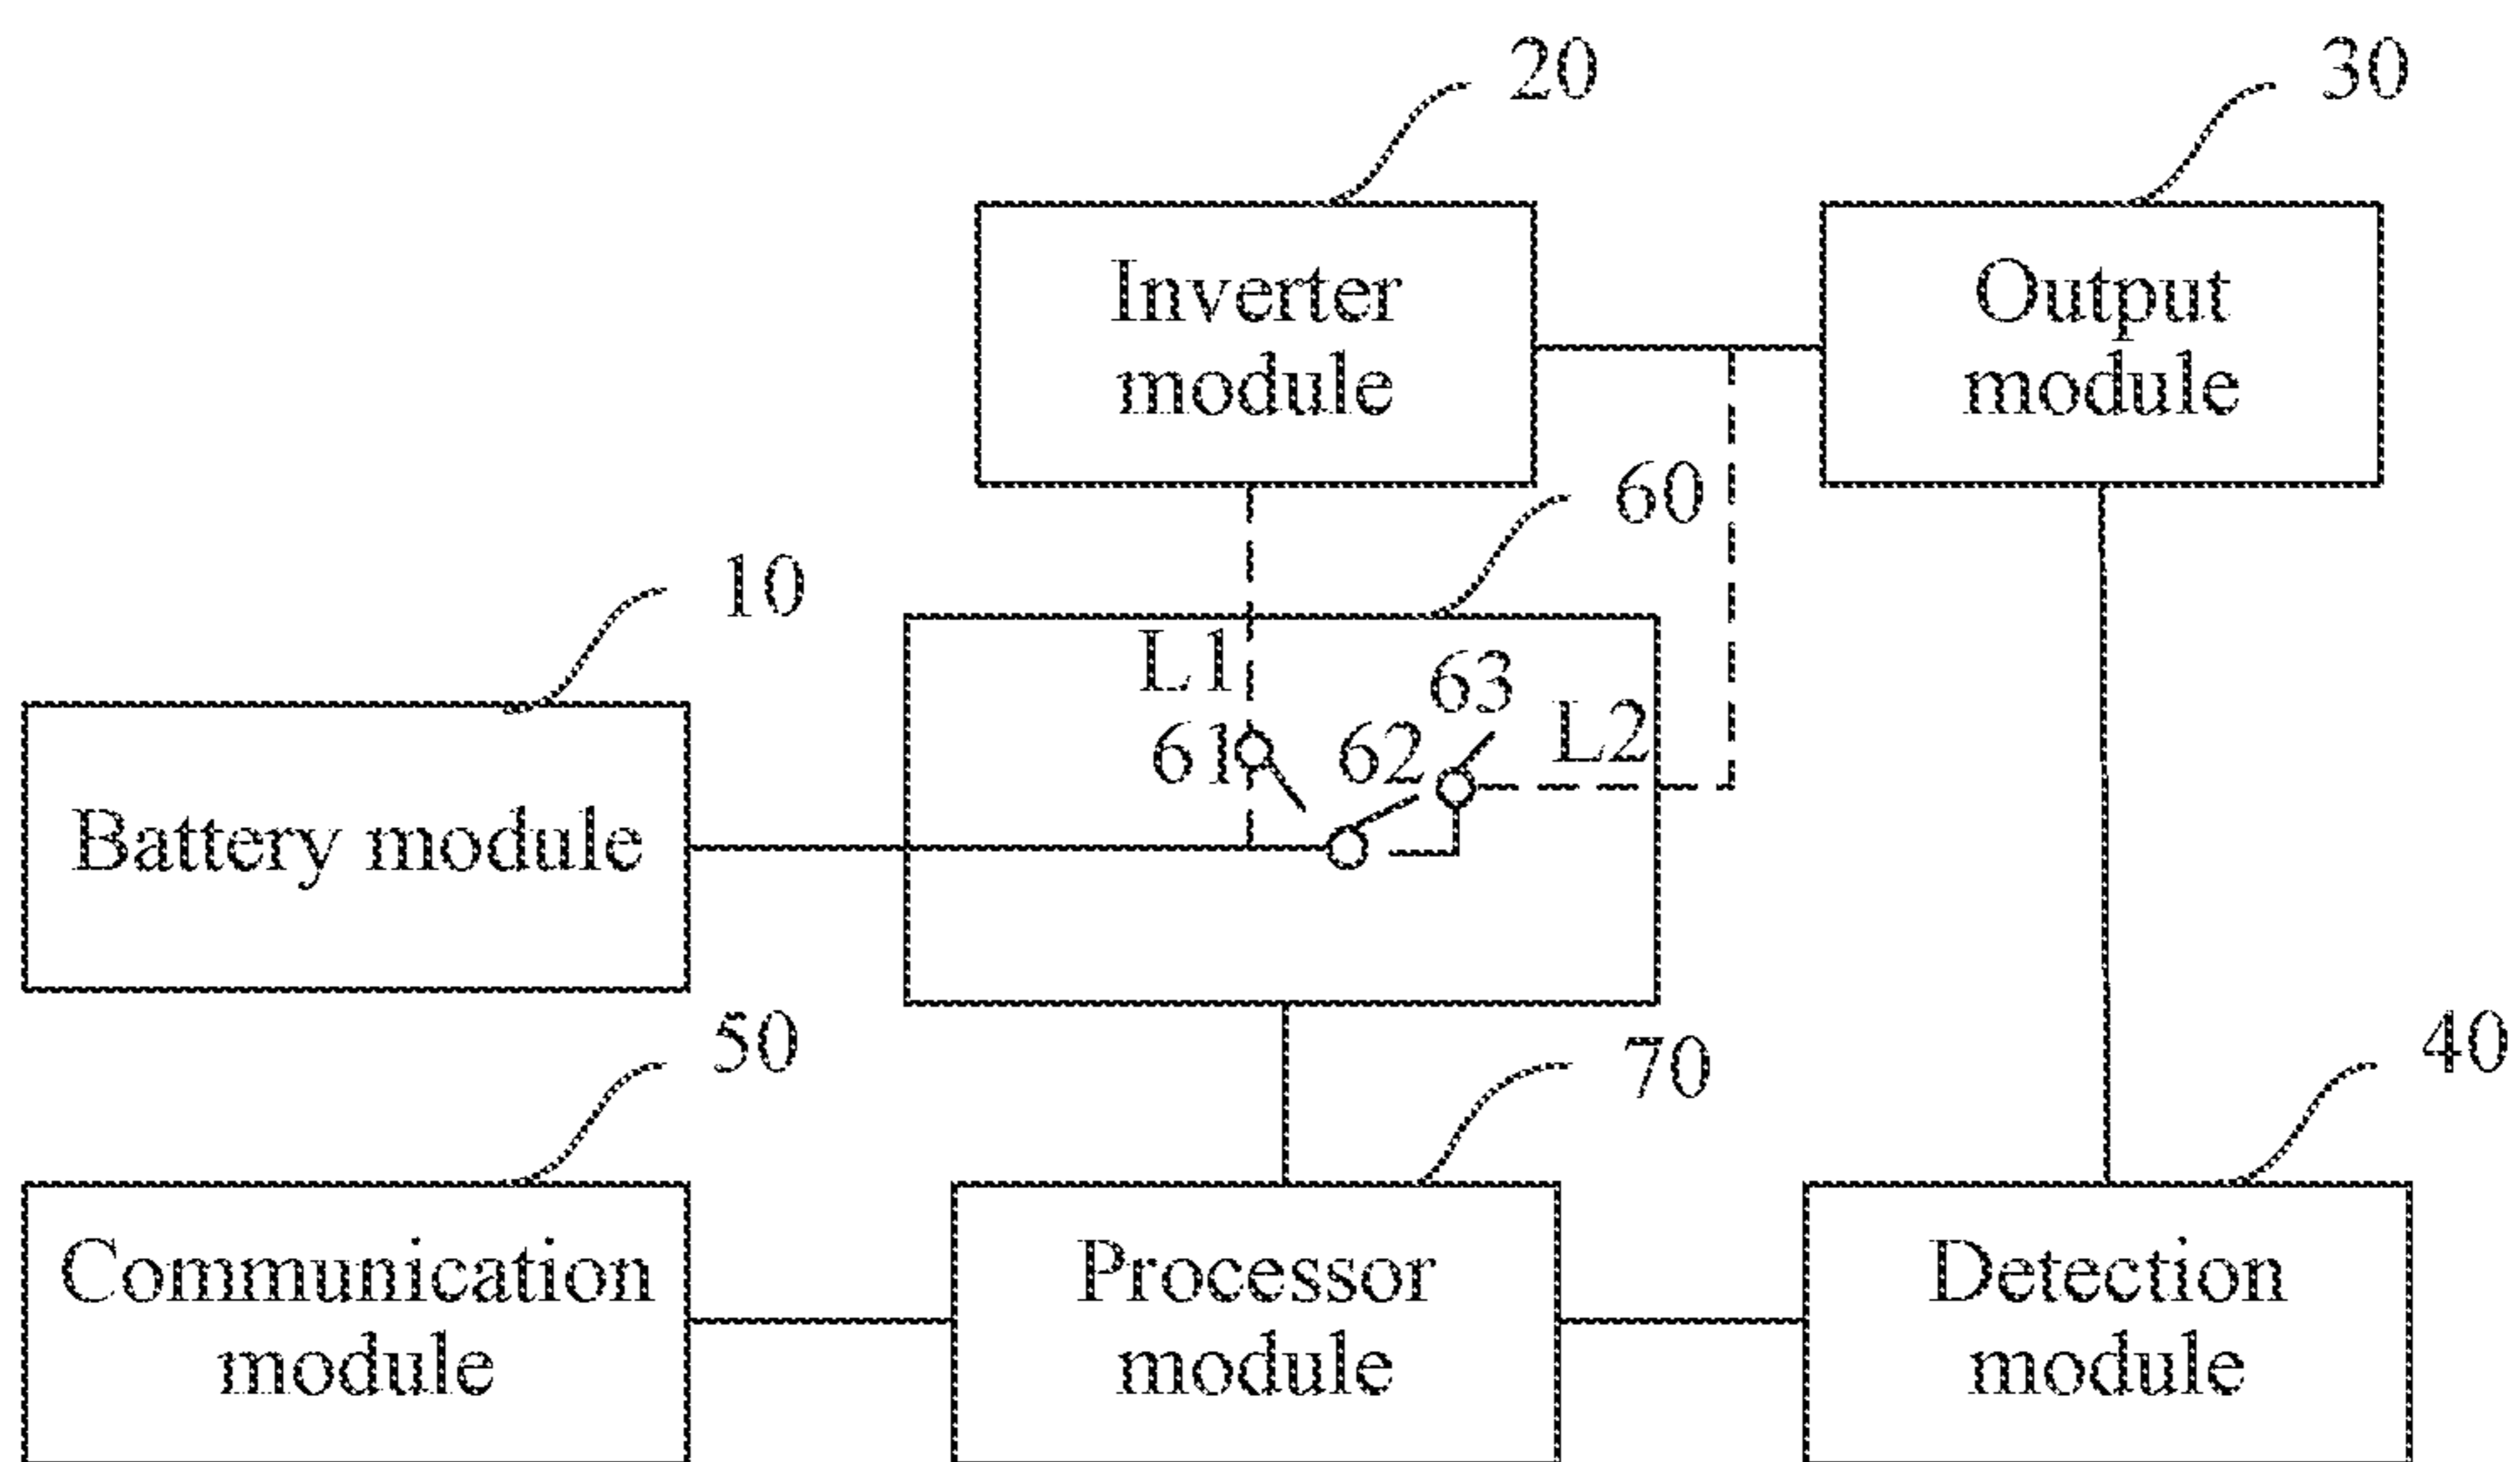 20
30
Inverter
module
Output
module
60
10
L1
63
61
62
L2
Battery module
50
70
40
Communication
module
Processor
module
Detection
module